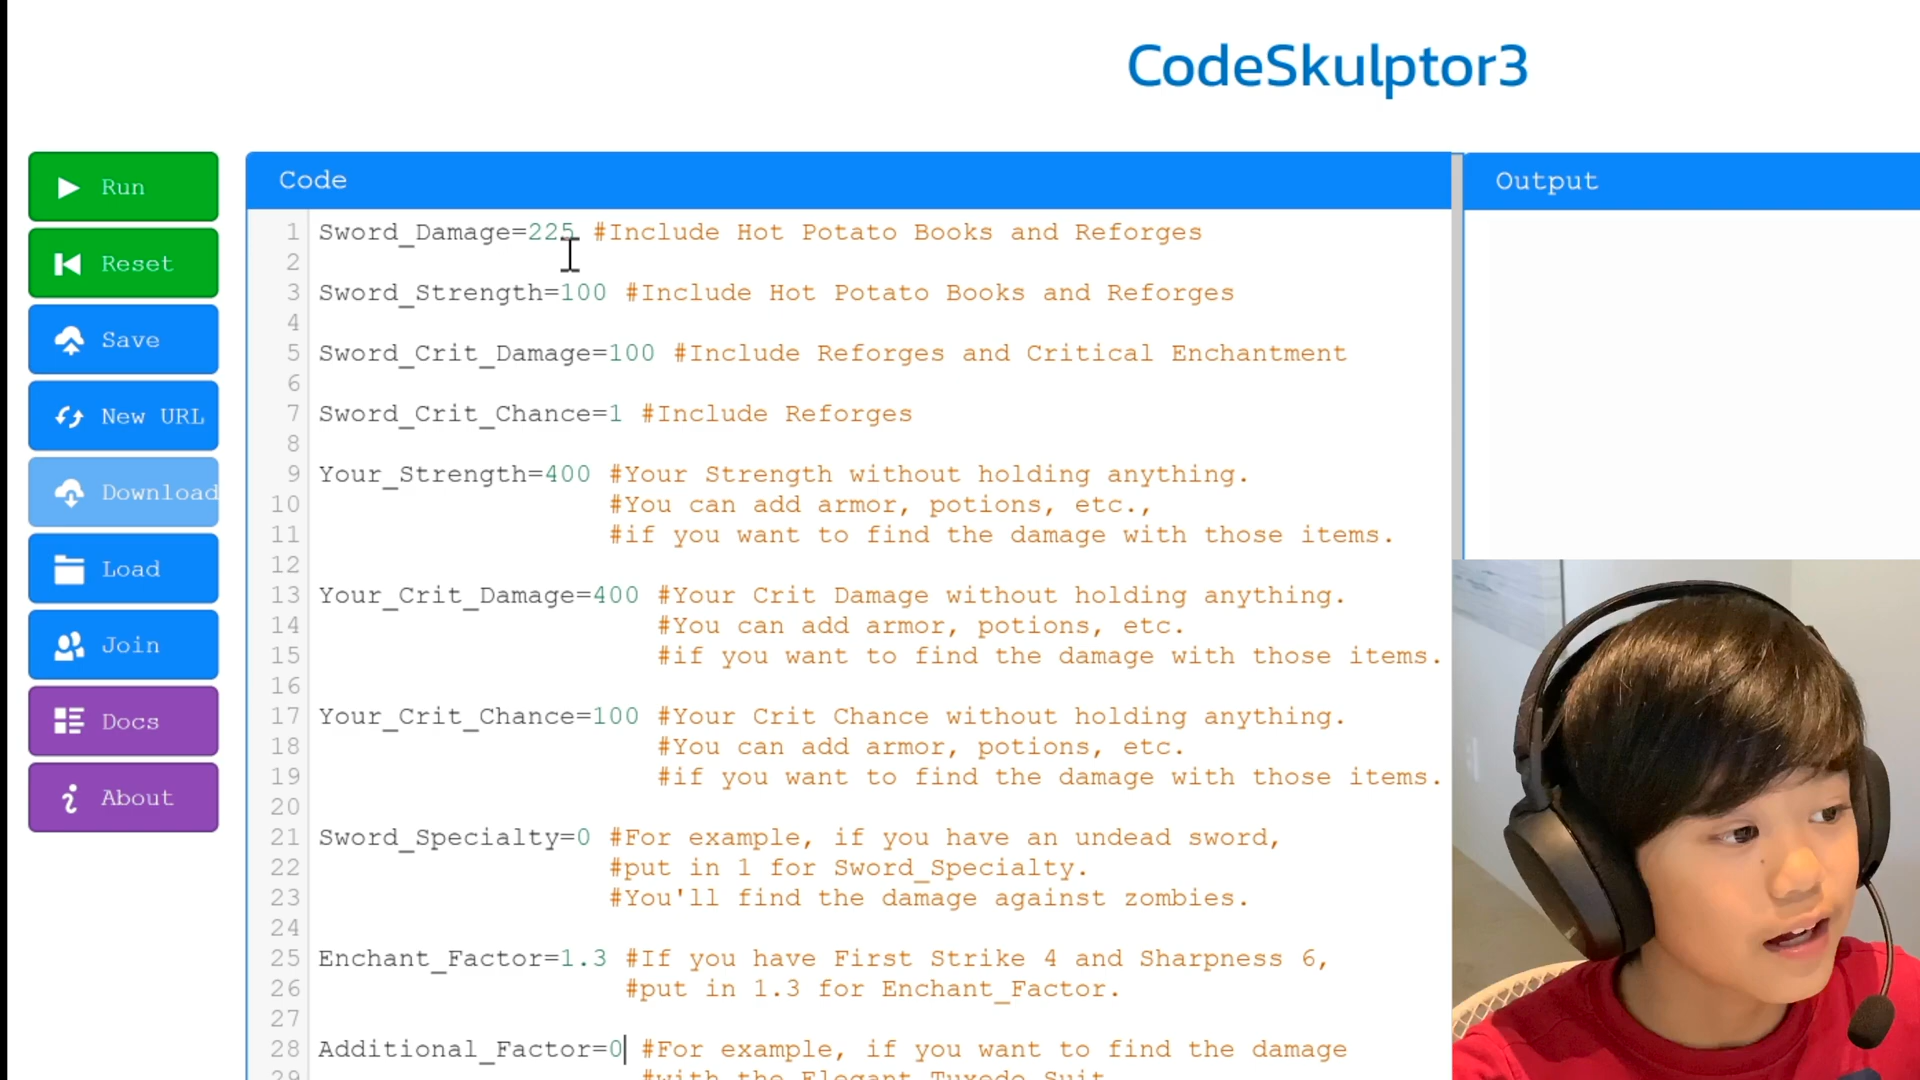 CodeSkulptor3
Run
Reset
Save
New URL
Download
Load
Join
Docs
About
Code
Output
1 Sword_Damage=225 #Include Hot Potato Books and Reforges
2
3 Sword_Strength=100 #Include Hot Potato Books and Reforges
4
5 Sword_Crit_Damage=100 #Include Reforges and Critical Enchantment
6
7 Sword_Crit_Chance=1 #Include Reforges
8
9 Your_Strength=400 #Your Strength without holding anything.
10 #You can add armor, potions, etc.,
11 #if you want to find the damage with those items.
12
13 Your_Crit_Damage=400 #Your Crit Damage without holding anything.
14 #You can add armor, potions, etc.
15 #if you want to find the damage with those items.
16
17 Your_Crit_Chance=100 #Your Crit Chance without holding anything.
18 #You can add armor, potions, etc.
19 #if you want to find the damage with those items.
20
21 Sword_Specialty=0 #For example, if you have an undead sword,
22 #put in 1 for Sword_Specialty.
23 #You'll find the damage against zombies.
24
25 Enchant_Factor=1.3 #If you have First Strike 4 and Sharpness 6,
26 #put in 1.3 for Enchant_Factor.
27
28 Additional_Factor=0 #For example, if you want to find the damage
29 #with the Elegant Tuxedo Suit